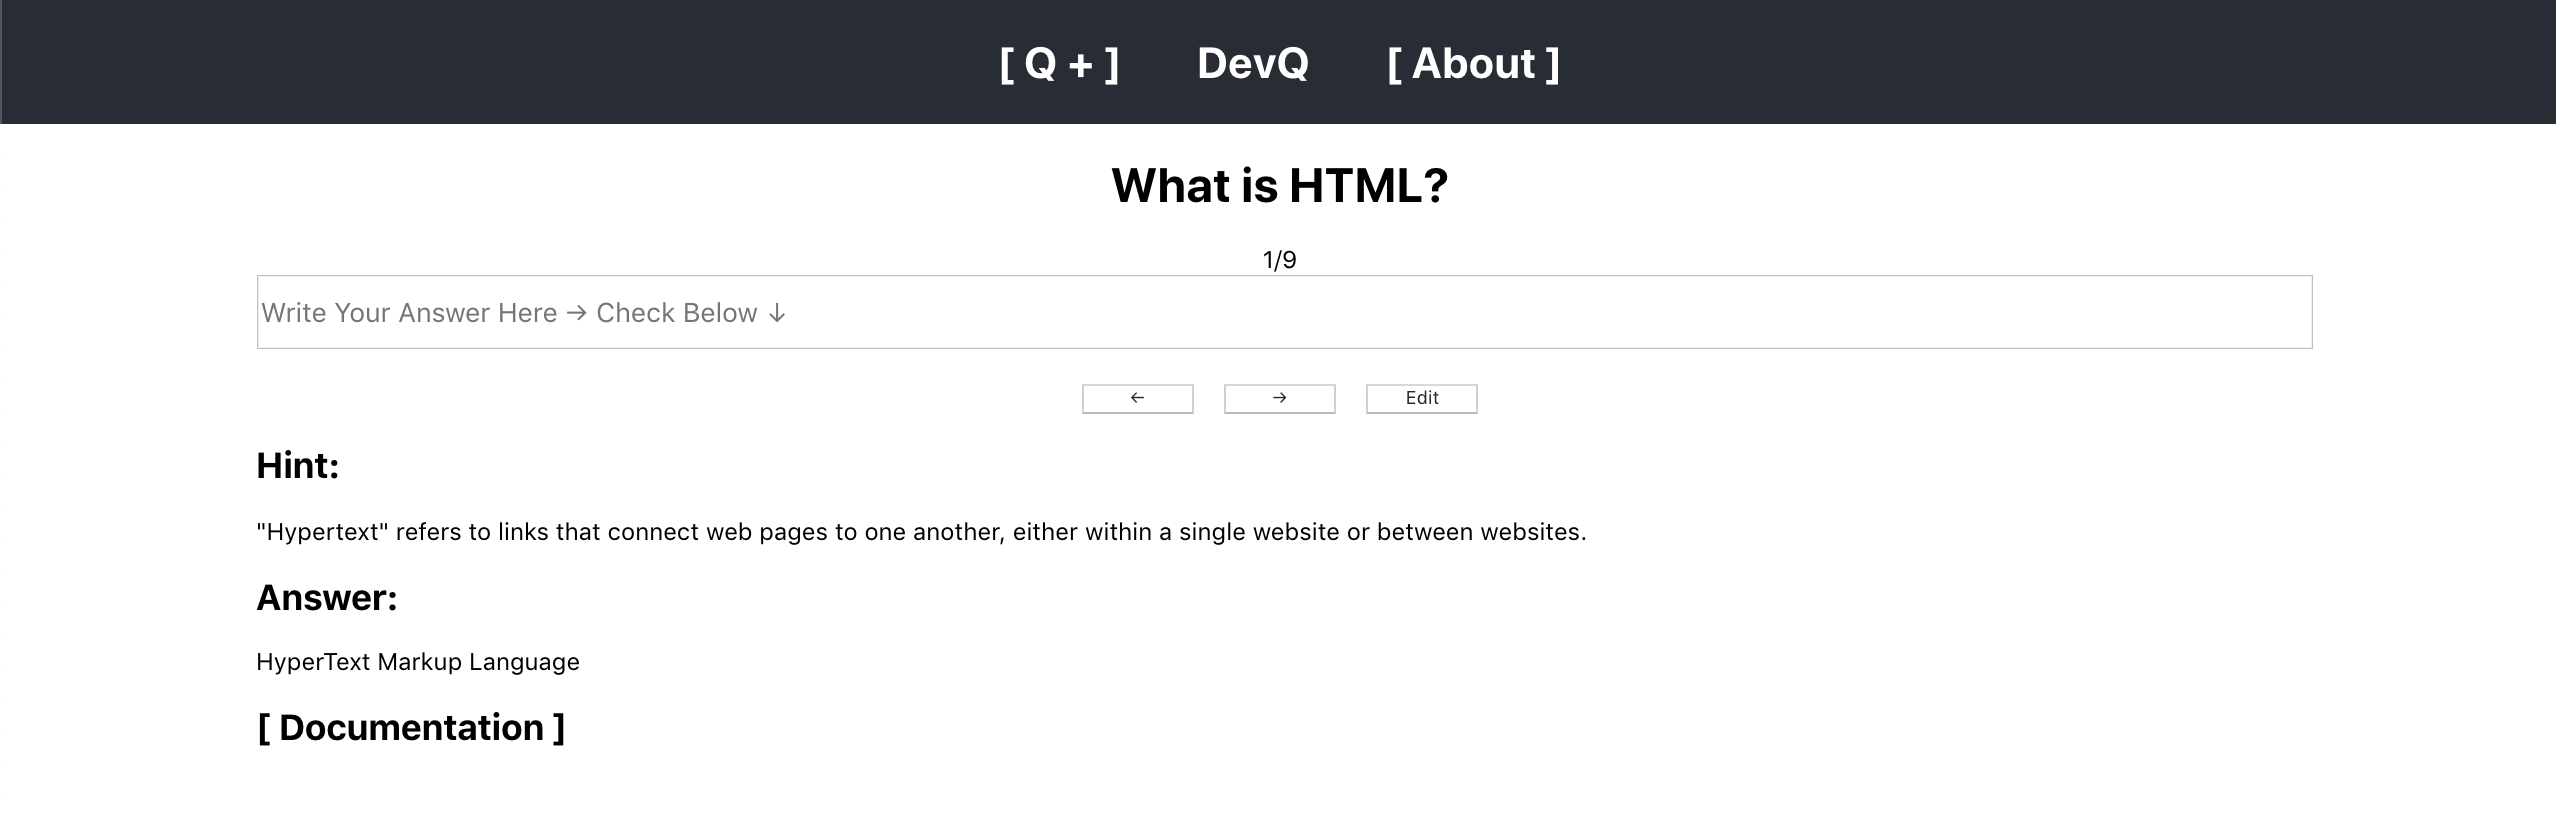 [ Q + ] DevQ [ About ]
What is HTML?
1/9
Write Your Answer Here → Check Below ↓
← → Edit
Hint:
"Hypertext" refers to links that connect web pages to one another, either within a single website or between websites.
Answer:
HyperText Markup Language
[ Documentation ]